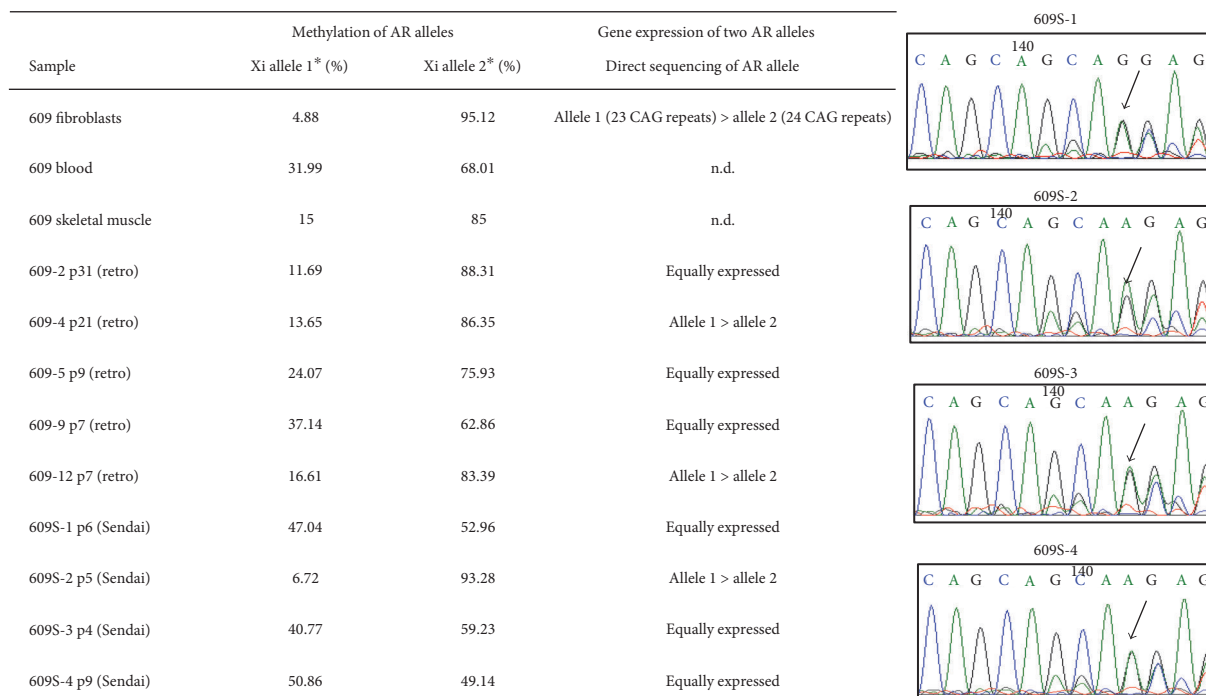 Methylation of AR alleles Gene expression of two AR alleles
Sample Xi allele 1* (%) Xi allele 2* (%) Direct sequencing of AR allele
609 fibroblasts 4.88 95.12 Allele 1 (23 CAG repeats) > allele 2 (24 CAG repeats)
609 blood 31.99 68.01 n.d.
609 skeletal muscle 15 85 n.d.
609-2 p31 (retro) 11.69 88.31 Equally expressed
609-4 p21 (retro) 13.65 86.35 Allele 1 > allele 2
609-5 p9 (retro) 24.07 75.93 Equally expressed
609-9 p7 (retro) 37.14 62.86 Equally expressed
609-12 p7 (retro) 16.61 83.39 Allele 1 > allele 2
609S-1 p6 (Sendai) 47.04 52.96 Equally expressed
609S-2 p5 (Sendai) 6.72 93.28 Allele 1 > allele 2
609S-3 p4 (Sendai) 40.77 59.23 Equally expressed
609S-4 p9 (Sendai) 50.86 49.14 Equally expressed
609S-1
140
C A G C A G C A G G A G
609S-2
140
C A G C A G C A A G A G
609S-3
C A G C A G C A A G A G
140
609S-4
140
C A G C A G C A A G A G